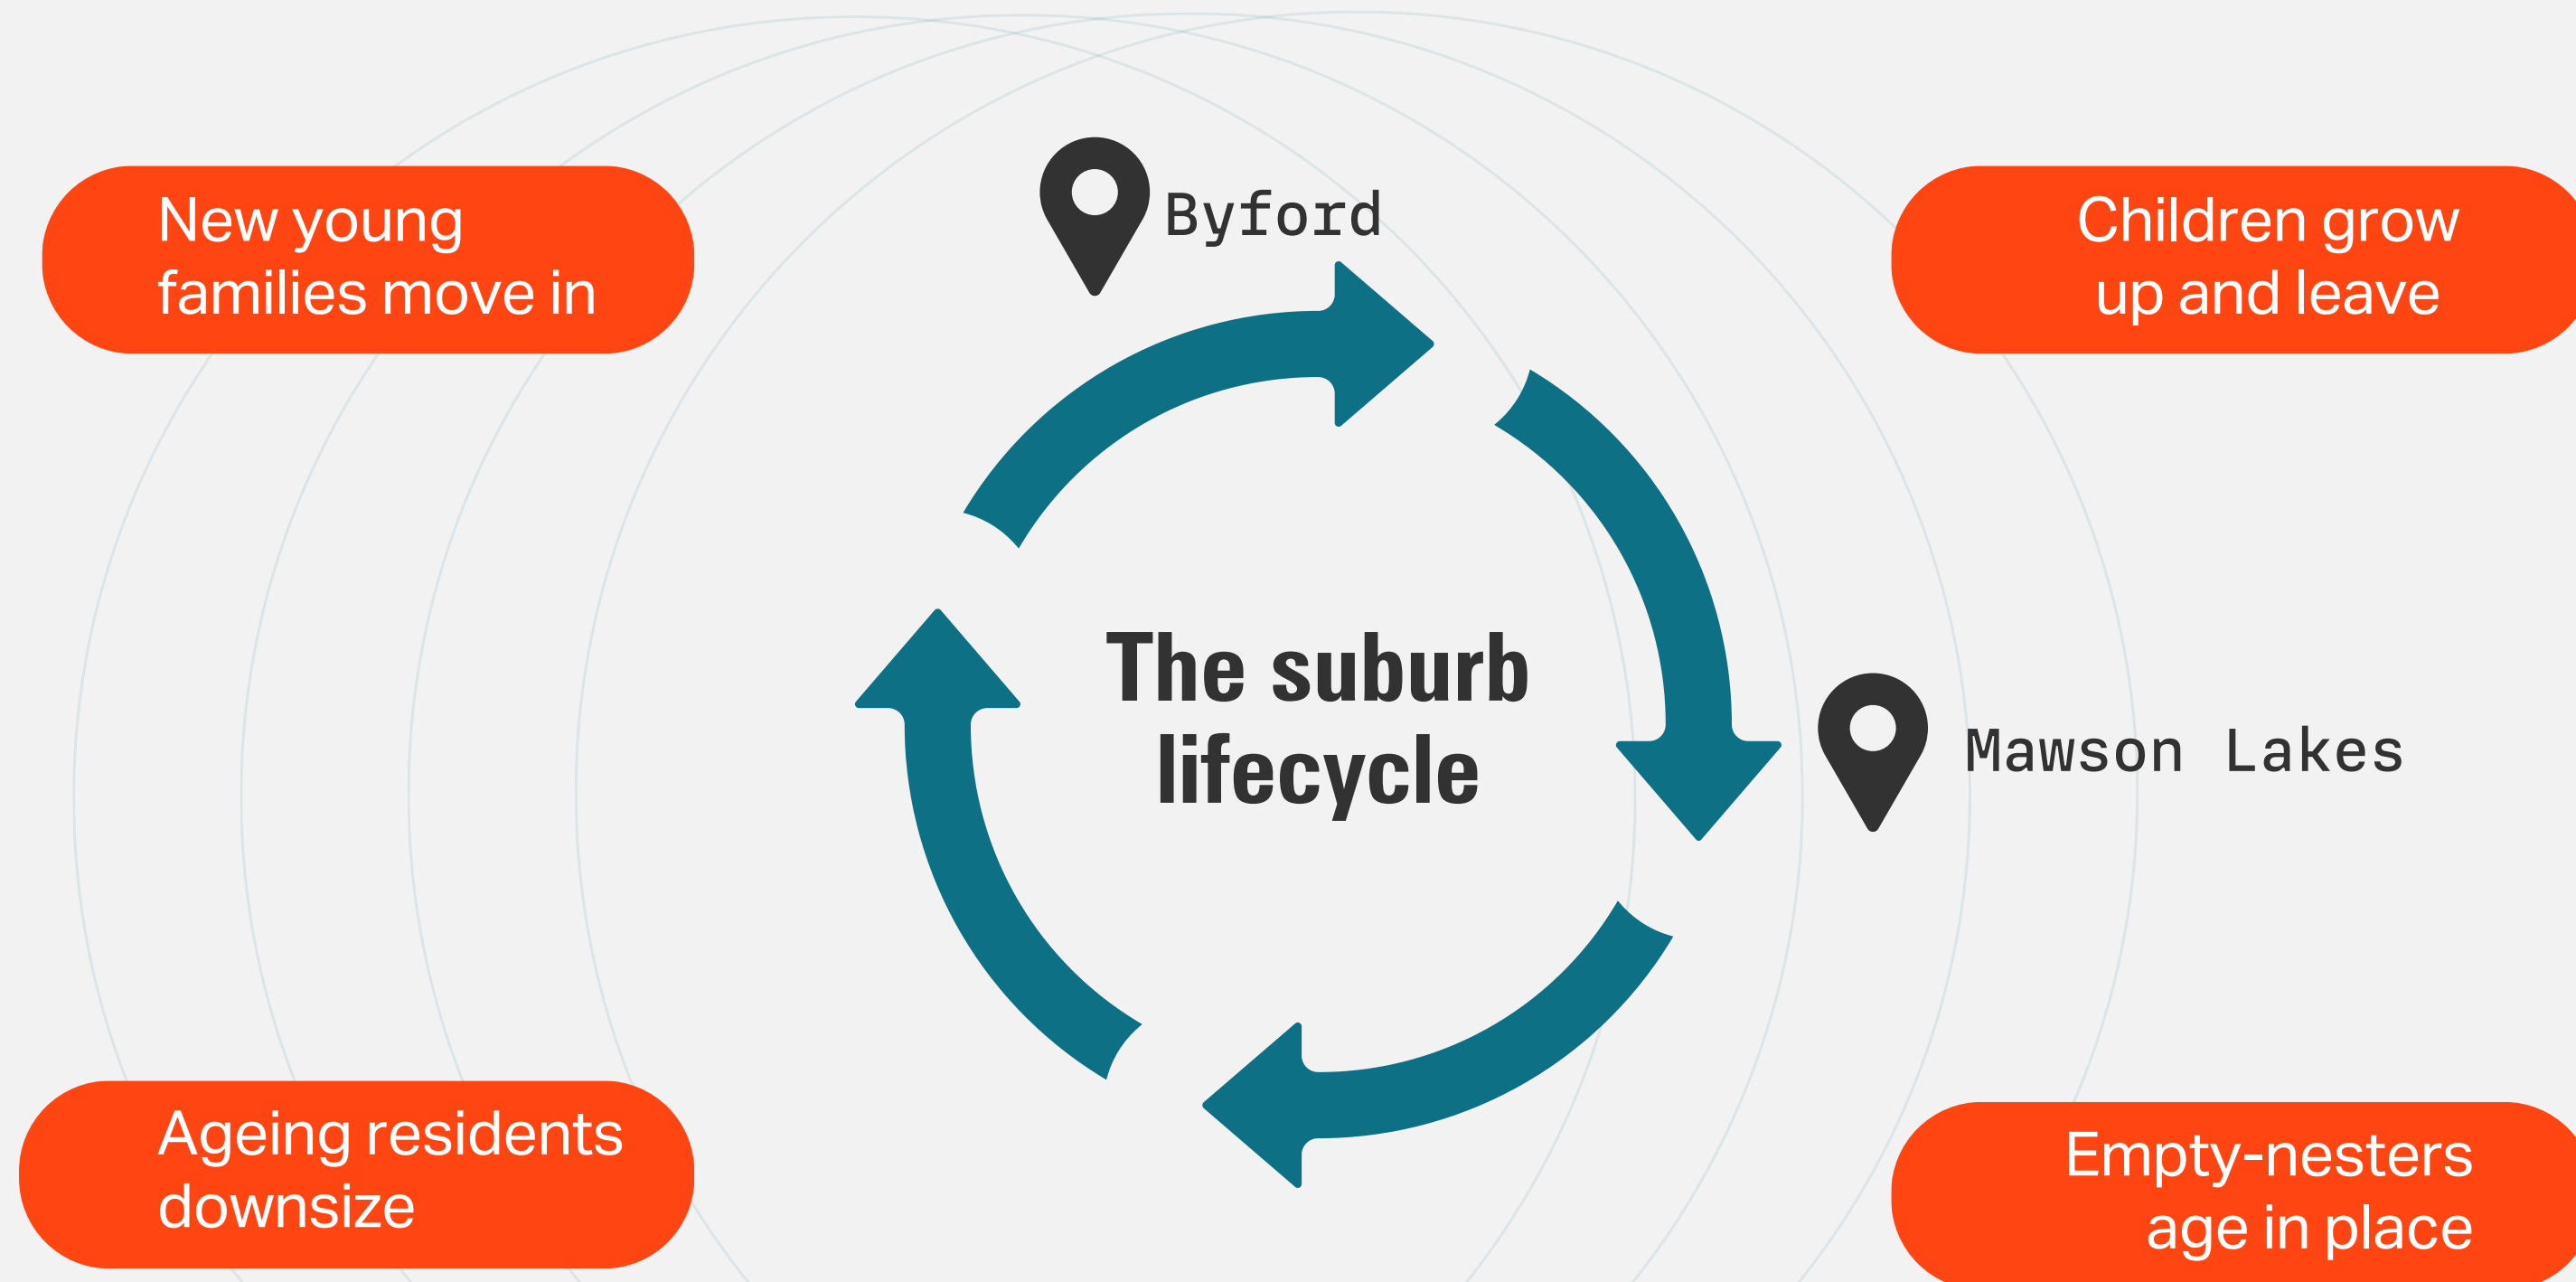 New young
families move in
Byford
Children grow
up and leave
The suburb
lifecycle
Mawson Lakes
Ageing residents
downsize
Empty-nesters
age in place